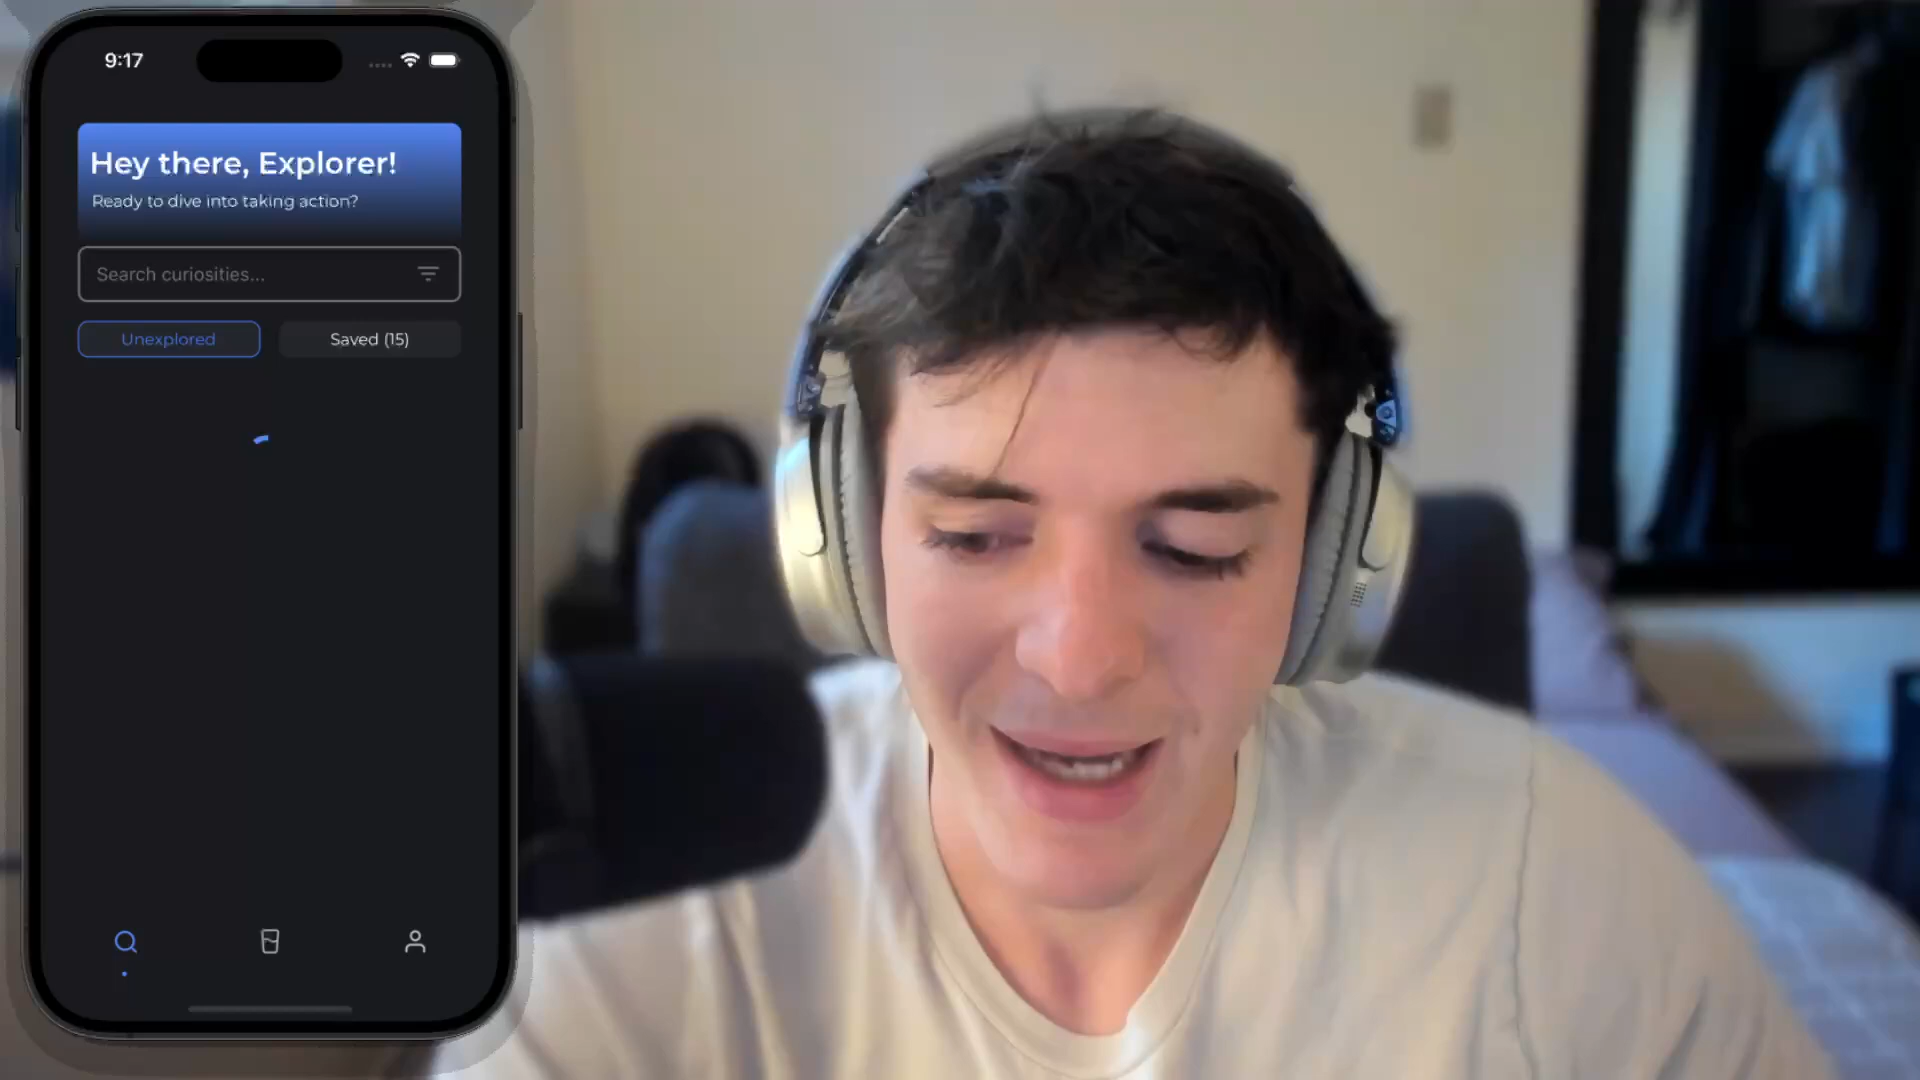 9:17
Hey there, Explorer!
Ready to dive into taking action?
Search curiosities...
Unexplored
Saved (15)